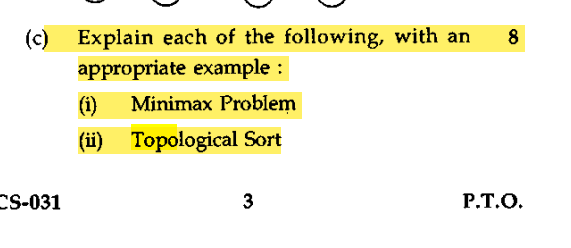 (c) Explain each of the following, with an 8
appropriate example :
(i) Minimax Problem
(ii) Topological Sort
CS-031 3 P.T.O.